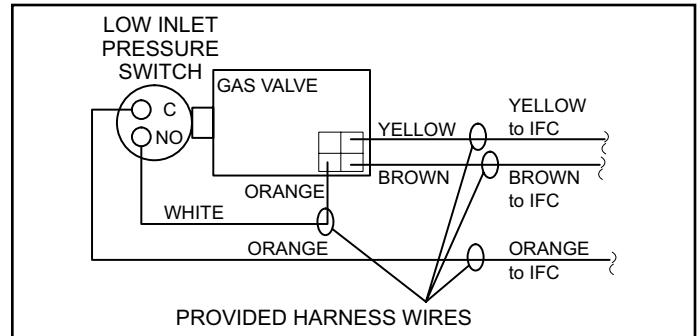 LOW INLET
PRESSURE
SWITCH
GAS VALVE
C
NO
YELLOW
YELLOW
to IFC
BROWN
BROWN
to IFC
ORANGE
WHITE
ORANGE
ORANGE
to IFC
PROVIDED HARNESS WIRES